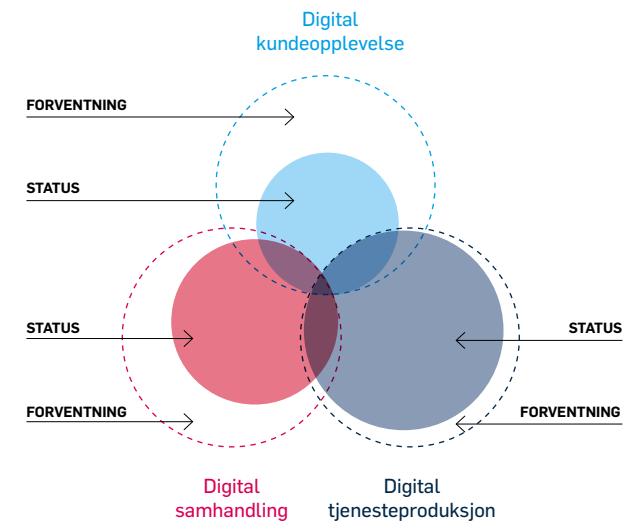 Digital
kundeopplevelse
FORVENTNING
STATUS
STATUS
STATUS
FORVENTNING
FORVENTNING
Digital
samhandling
Digital
tjenesteproduksjon